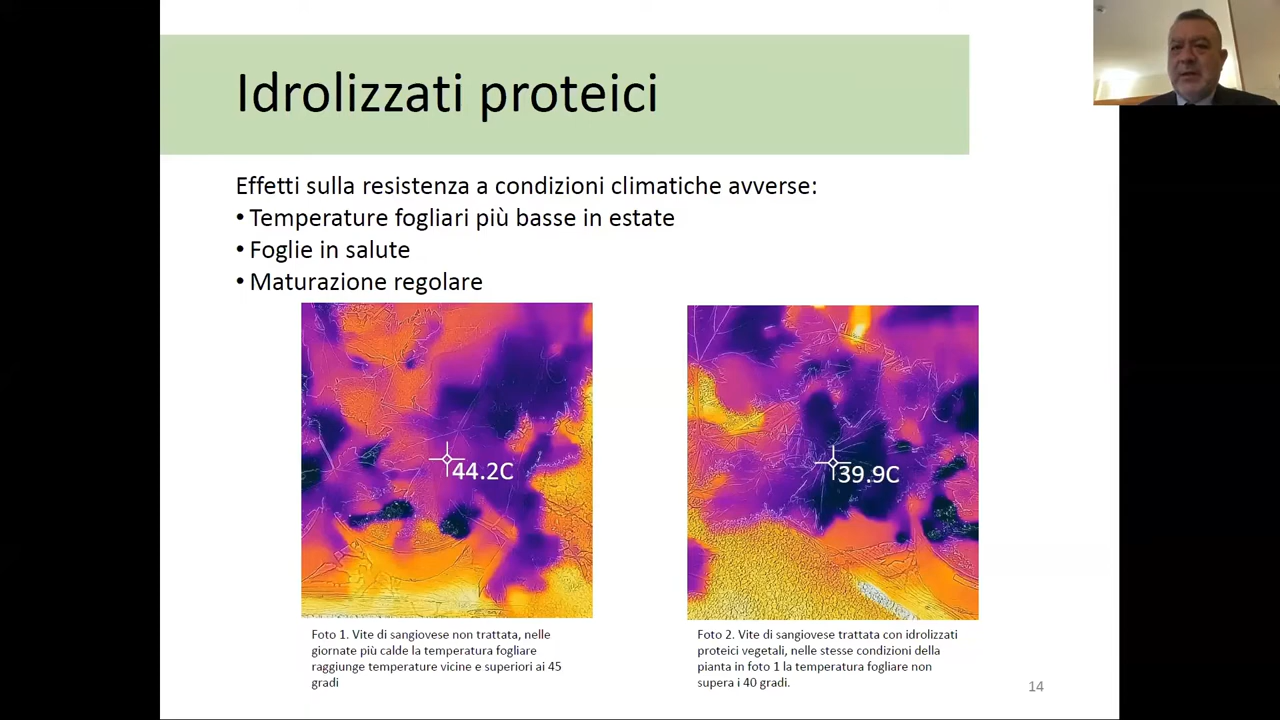 Idrolizzati proteici
Effetti sulla resistenza a condizioni climatiche avverse:
• Temperature fogliari più basse in estate
• Foglie in salute
• Maturazione regolare
44.2C
39.9C
Foto 1. Vite di sangiovese non trattata, nelle
giornate più calde la temperatura fogliare
raggiunge temperature vicine e superiori ai 45
gradi
Foto 2. Vite di sangiovese trattata con idrolizzati
proteici vegetali, nelle stesse condizioni della
pianta in foto 1 la temperatura fogliare non
supera i 40 gradi.
14